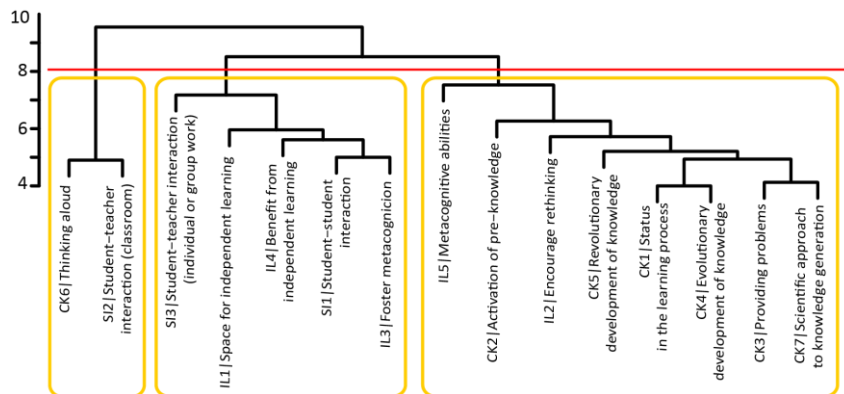 10
8
6
4
CK6|Thinking aloud
SI2|Student–teacher
interaction (classroom)
SI3|Student–teacher interaction
(individual or group work)
IL1|Space for independent learning
IL4|Benefit from
independent learning
SI1|Student–student
interaction
IL3|Foster metacognicion
IL5|Metacognitive abilities
CK2|Activation of pre-knowledge
IL2|Encourage rethinking
CK5|Revolutionary
development of knowledge
CK1|Status
in the learning process
CK4|Evolutionary
development of knowledge
CK3|Providing problems
CK7|Scientific approach
to knowledge generation